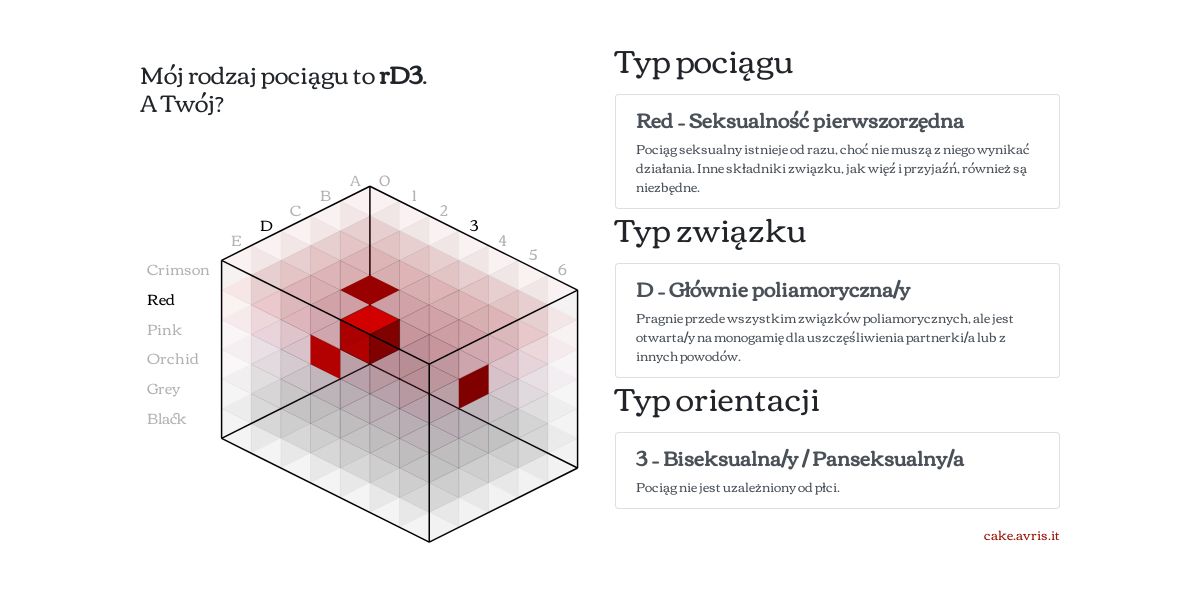 Mój rodzaj pociągu to rD3.
A Twój?
A
0
B
1
C
2
D
3
E
4
5
6
Crimson
Red
Pink
Orchid
Grey
Black
Typ pociągu
Red – Seksualność pierwszorzędna
Pociąg seksualny istnieje od razu, choć nie muszą z niego wynikać
działania. Inne składniki związku, jak więź i przyjaźń, również są
niezbędne.
Typ związku
D – Głównie poliamoryczna/y
Pragnie przede wszystkim związków poliamorycznych, ale jest
otwarta/y na monogamię dla uszczęśliwienia partnerki/a lub z
innych powodów.
Typ orientacji
3 – Biseksualna/y / Panseksualny/a
Pociąg nie jest uzależniony od płci.
cake.avris.it